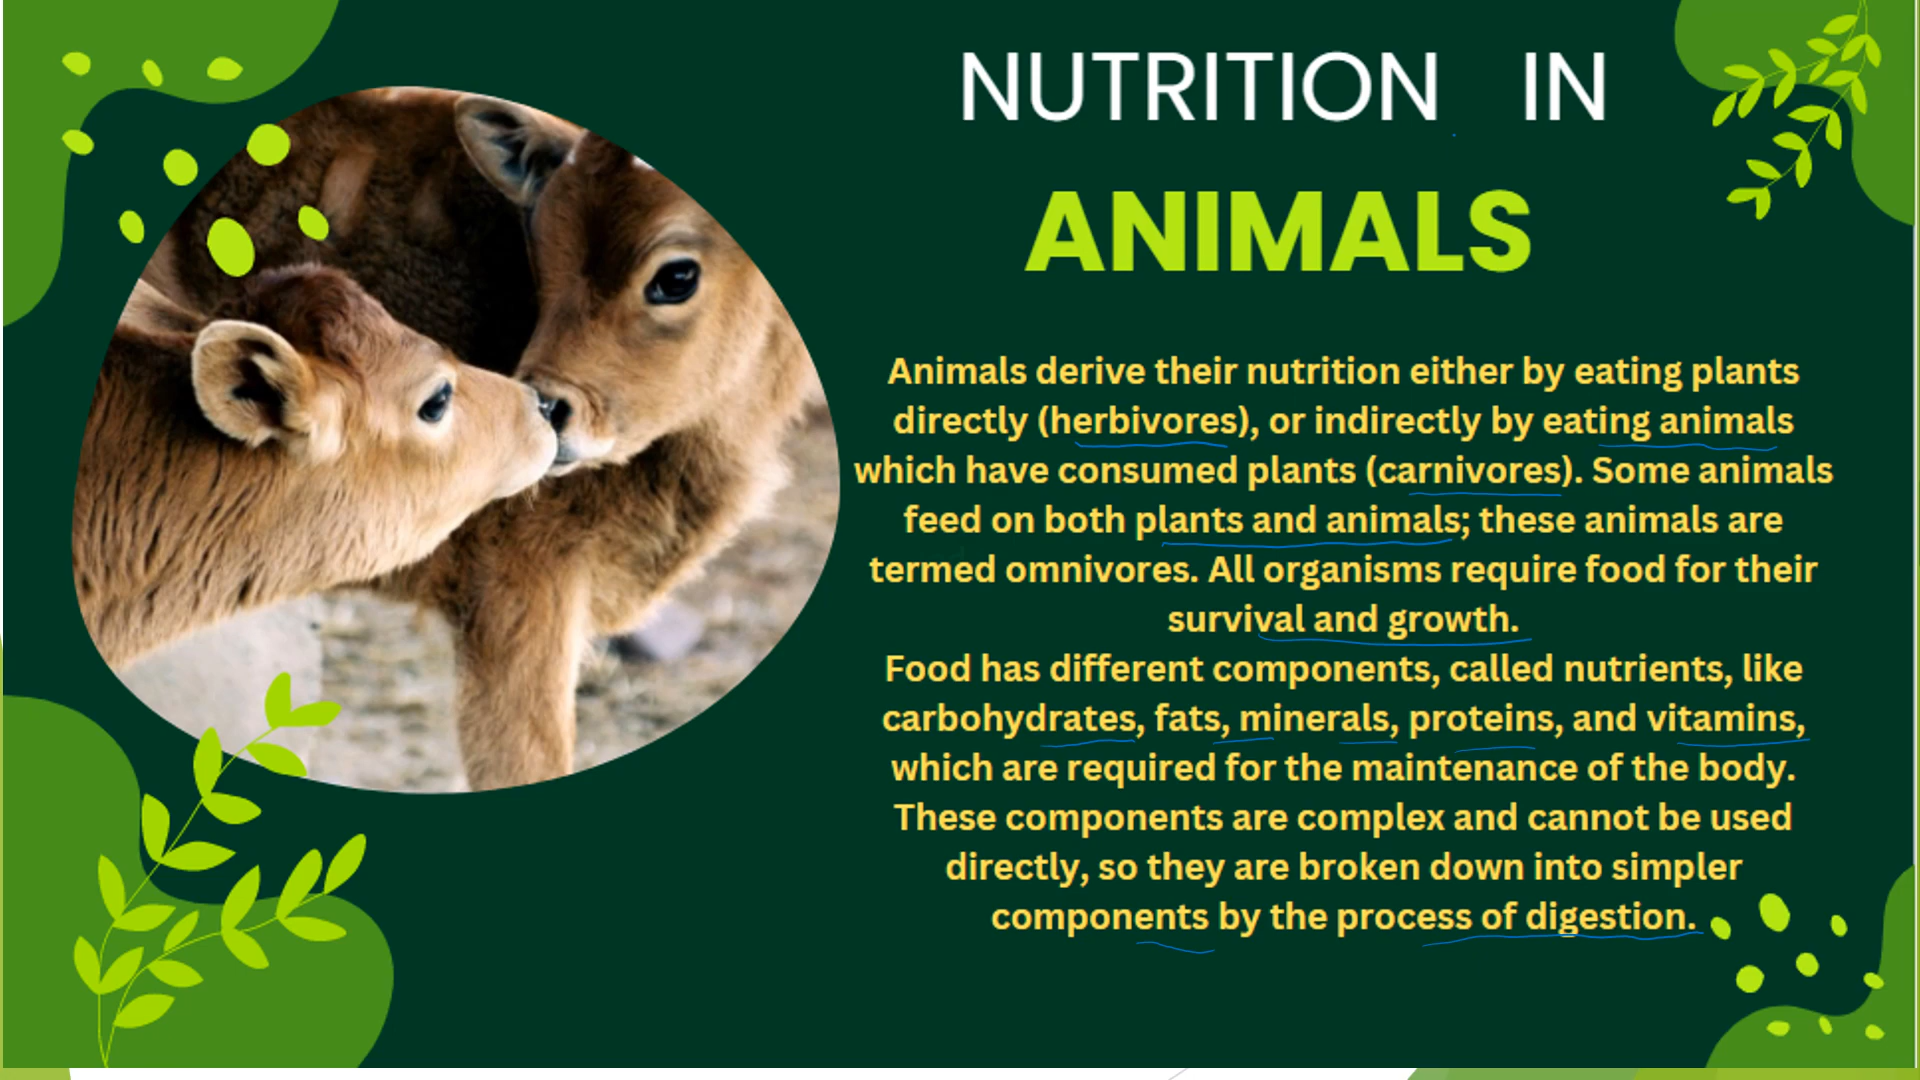 NUTRITION IN
ANIMALS
Animals derive their nutrition either by eating plants
directly (herbivores), or indirectly by eating animals
which have consumed plants (carnivores). Some animals
feed on both plants and animals; these animals are
termed omnivores. All organisms require food for their
survival and growth.
Food has different components, called nutrients, like
carbohydrates, fats, minerals, proteins, and vitamins,
which are required for the maintenance of the body.
These components are complex and cannot be used
directly, so they are broken down into simpler
components by the process of digestion.